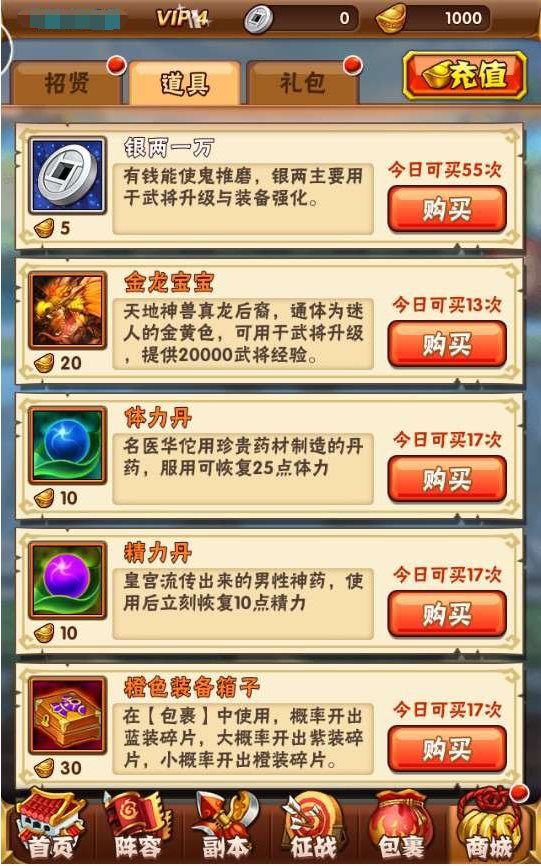 VIP 4
0
1000
招贤
道具
礼包
充值
银两一万
有钱能使鬼推磨，银两主要用
于武将升级与装备强化。
5
今日可买55次
购买
金龙宝宝
天地神兽真龙后裔，通体为迷
人的金黄色，可用于武将升级
，提供20000武将经验。
20
今日可买13次
购买
体力丹
名医华佗用珍贵药材制造的丹
药，服用可恢复25点体力
10
今日可买17次
购买
精力丹
皇宫流传出来的男性神药，使
用后立刻恢复10点精力
10
今日可买17次
购买
橙色装备箱子
在【包裹】中使用，概率开出
蓝装碎片，大概率开出紫装碎
片，小概率开出橙装碎片。
30
今日可买17次
购买
首页
阵容
副本
征战
包裹
商城